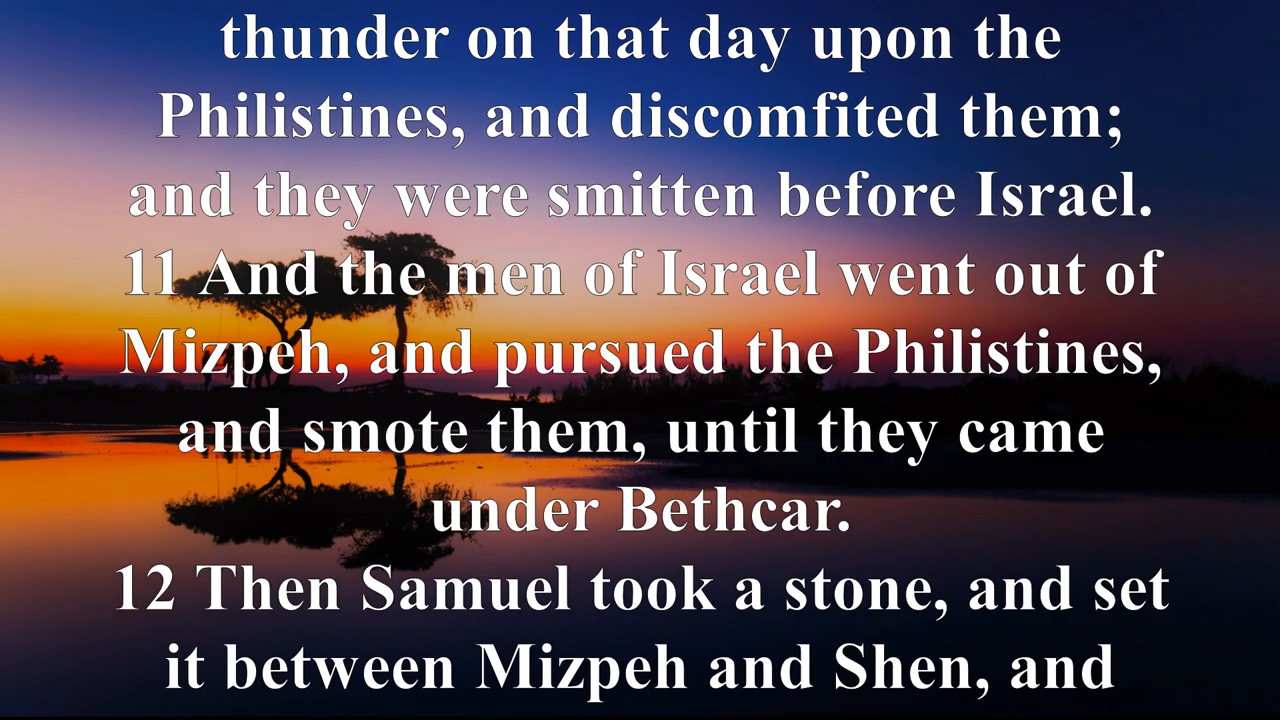 thunder on that day upon the
Philistines, and discomfited them;
and they were smitten before Israel.
11 And the men of Israel went out of
Mizpeh, and pursued the Philistines,
and smote them, until they came
under Bethcar.
12 Then Samuel took a stone, and set
it between Mizpeh and Shen, and